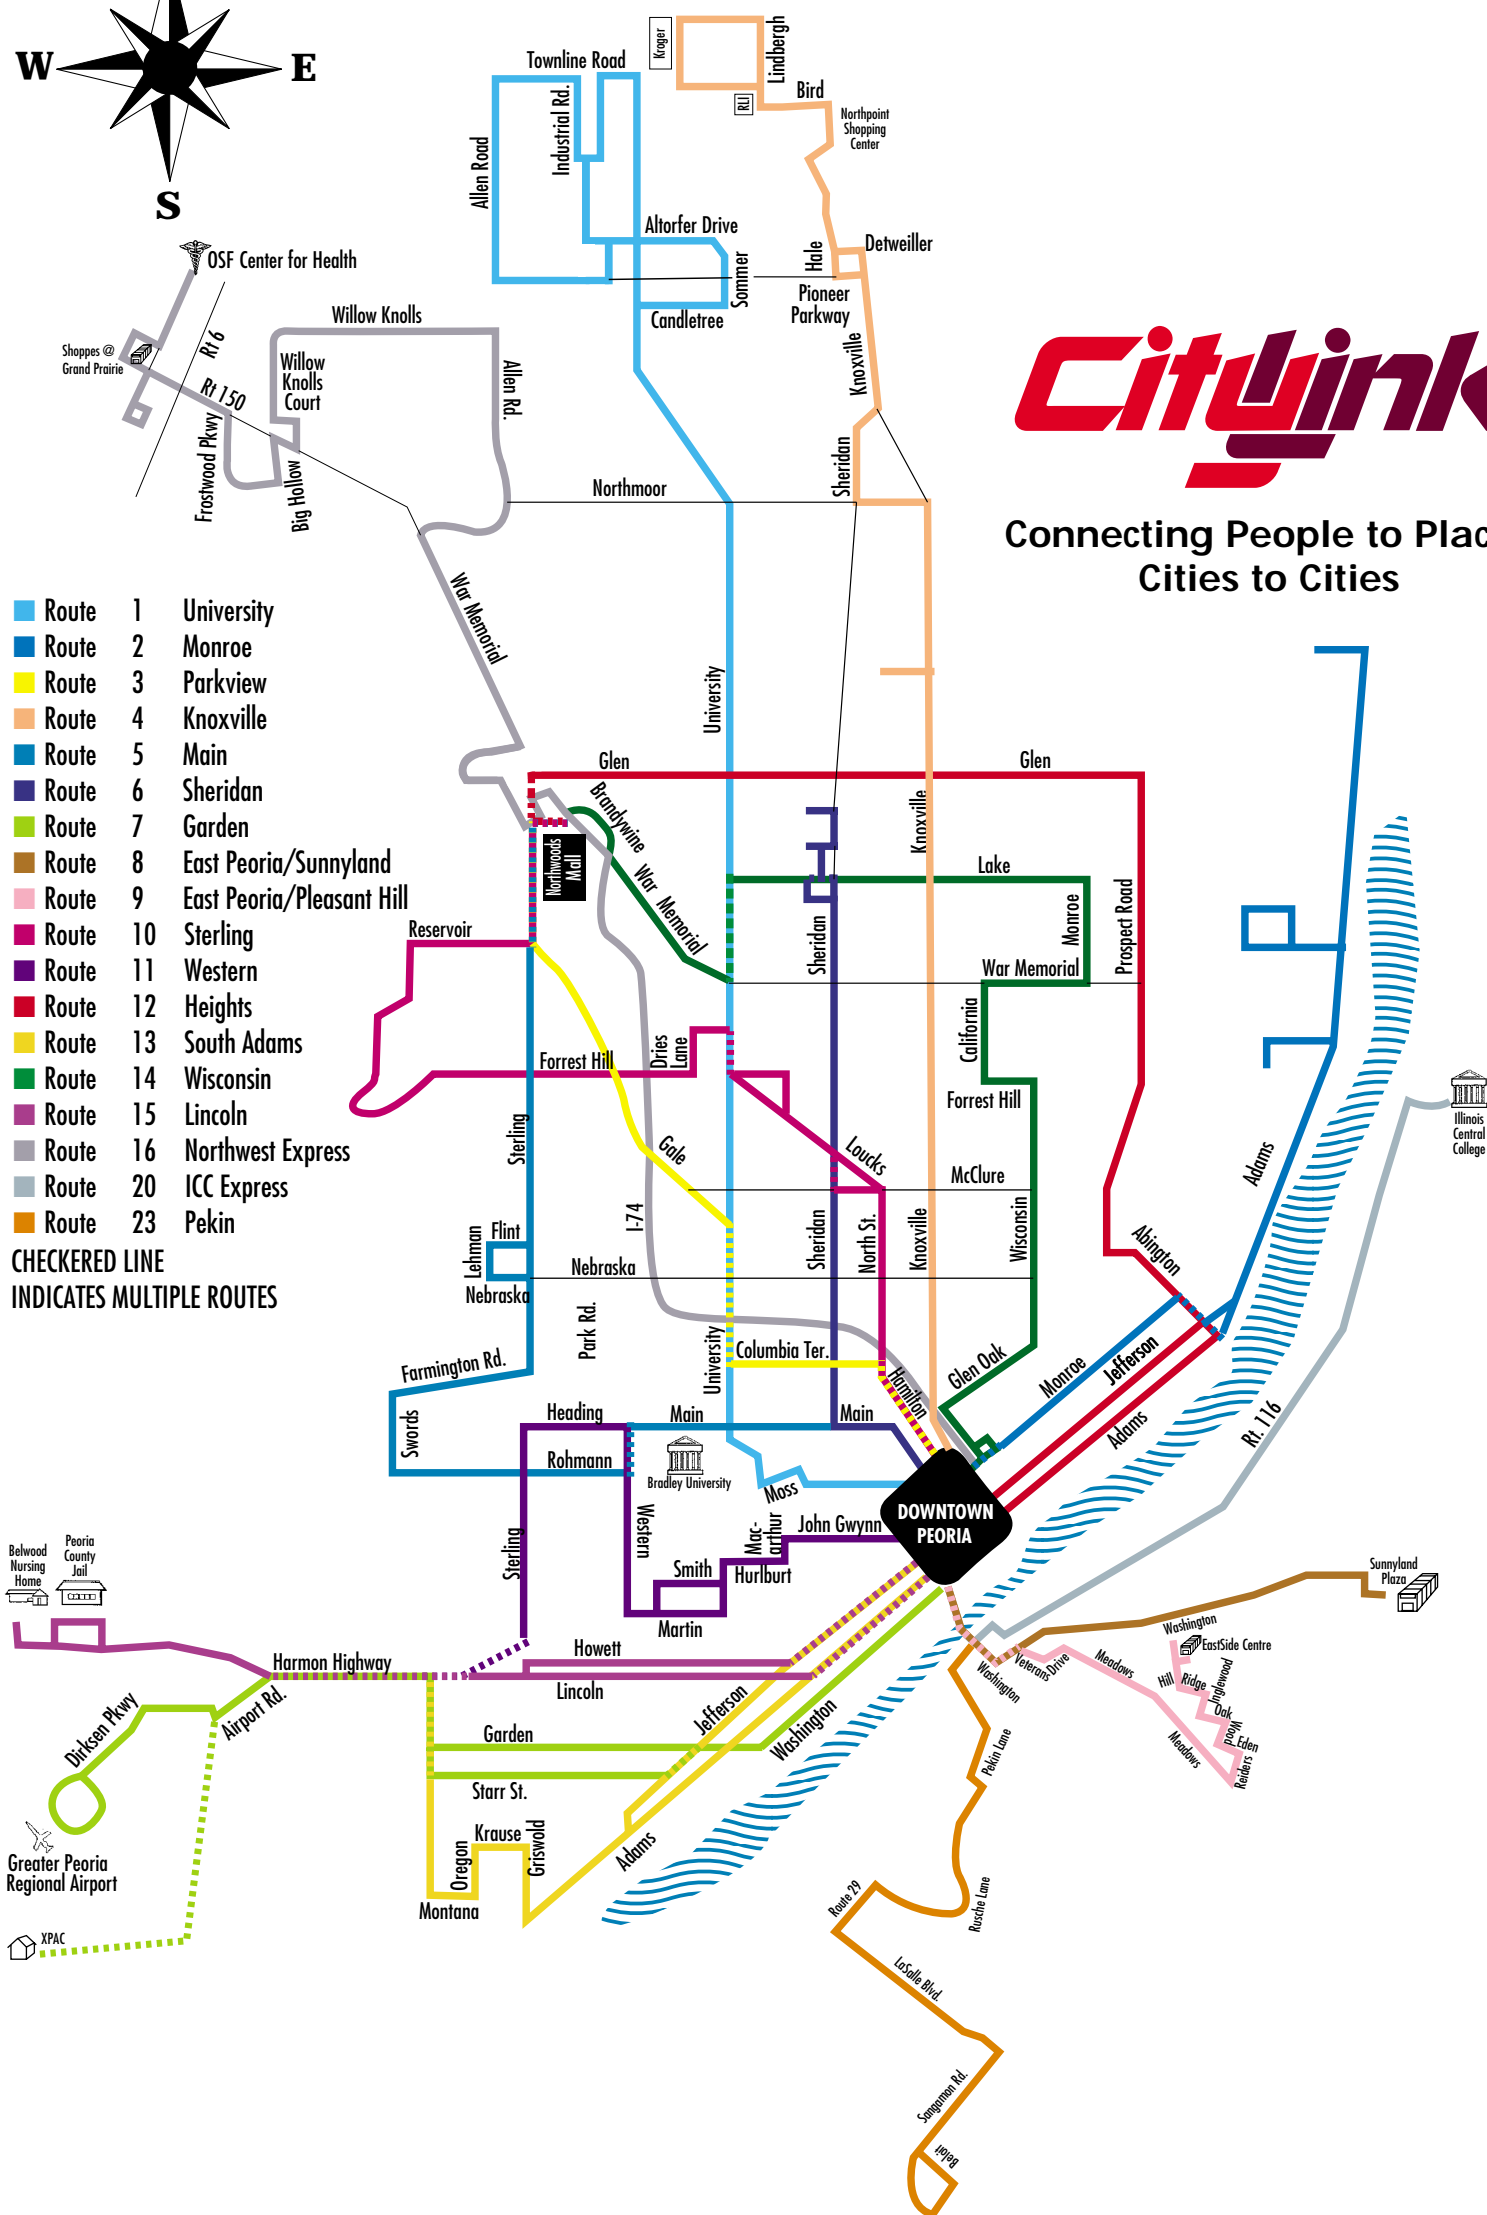 W
E
S
Townline Road
Kroger
Lindbergh
RLI
Bird
Northpoint
Shopping
Center
Industrial Rd.
Allen Road
Altorfer Drive
Sommer
Candletree
Hale
Detweiller
Pioneer
Parkway
Knoxville
Sheridan
OSF Center for Health
Shoppes @
Grand Prairie
Rt 6
Rt 150
Willow Knolls
Willow
Knolls
Court
Allen Rd.
Frostwood Pkwy
Big Hollow
Northmoor
War Memorial
CityLink
Connecting People to Plac
Cities to Cities
Route 1 University
Route 2 Monroe
Route 3 Parkview
Route 4 Knoxville
Route 5 Main
Route 6 Sheridan
Route 7 Garden
Route 8 East Peoria/Sunnyland
Route 9 East Peoria/Pleasant Hill
Route 10 Sterling
Route 11 Western
Route 12 Heights
Route 13 South Adams
Route 14 Wisconsin
Route 15 Lincoln
Route 16 Northwest Express
Route 20 ICC Express
Route 23 Pekin
CHECKERED LINE
INDICATES MULTIPLE ROUTES
University
Glen
Glen
Brandywine
War Memorial
Northwoods
Mall
Knoxville
Lake
Sheridan
Monroe
Prospect Road
War Memorial
California
Reservoir
Forrest Hill
Dries
Lane
Forrest Hill
Sterling
Gale
Loucks
McClure
I-74
Sheridan
North St.
Knoxville
Wisconsin
Adams
Illinois
Central
College
Flint
Lehman
Nebraska
Nebraska
Park Rd.
University
Columbia Ter.
Hamilton
Glen Oak
Abington
Monroe
Jefferson
Adams
Rt. 116
Farmington Rd.
Swords
Heading
Main
Main
Rohmann
Bradley University
Moss
DOWNTOWN
PEORIA
Sterling
Western
Mac-
arthur
John Gwynn
Smith
Hurlburt
Martin
Belwood
Nursing
Home
Peoria
County
Jail
Harmon Highway
Howett
Lincoln
Airport Rd.
Dirksen Pkwy
Greater Peoria
Regional Airport
XPAC
Garden
Starr St.
Jefferson
Washington
Krause
Oregon
Griswold
Montana
Adams
Sunnyland
Plaza
Washington
EastSide Centre
Washington
Veterans Drive
Meadows
Meadows
Hill
Ridge
Inglewood
Oak
Wood
Eden
Reiders
Pekin Lane
Rusche Lane
Route 29
LaSalle Blvd.
Sangamon Rd.
Beloit